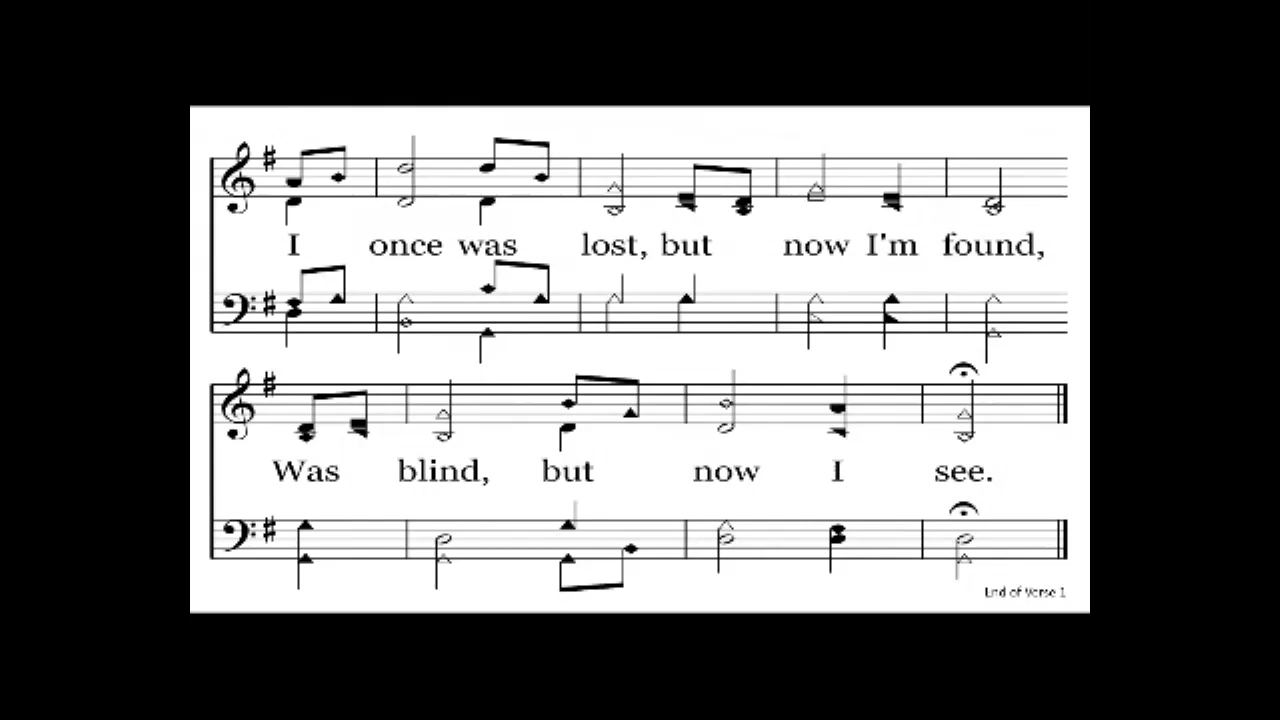 I once was lost, but now I'm found,
Was blind, but now I see.
End of Verse 1